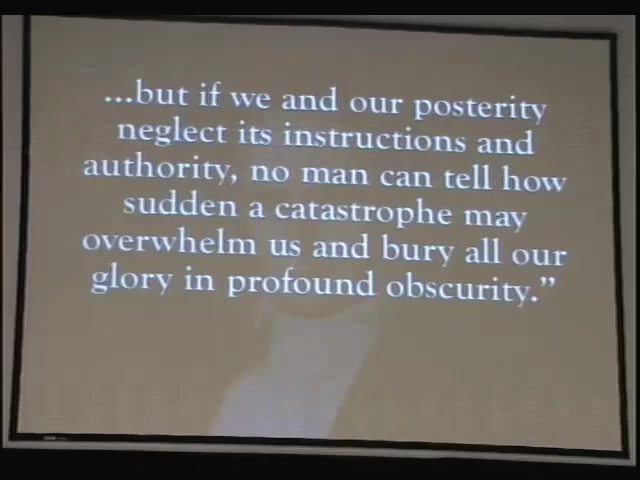 ...but if we and our posterity
neglect its instructions and
authority, no man can tell how
sudden a catastrophe may
overwhelm us and bury all our
glory in profound obscurity.”